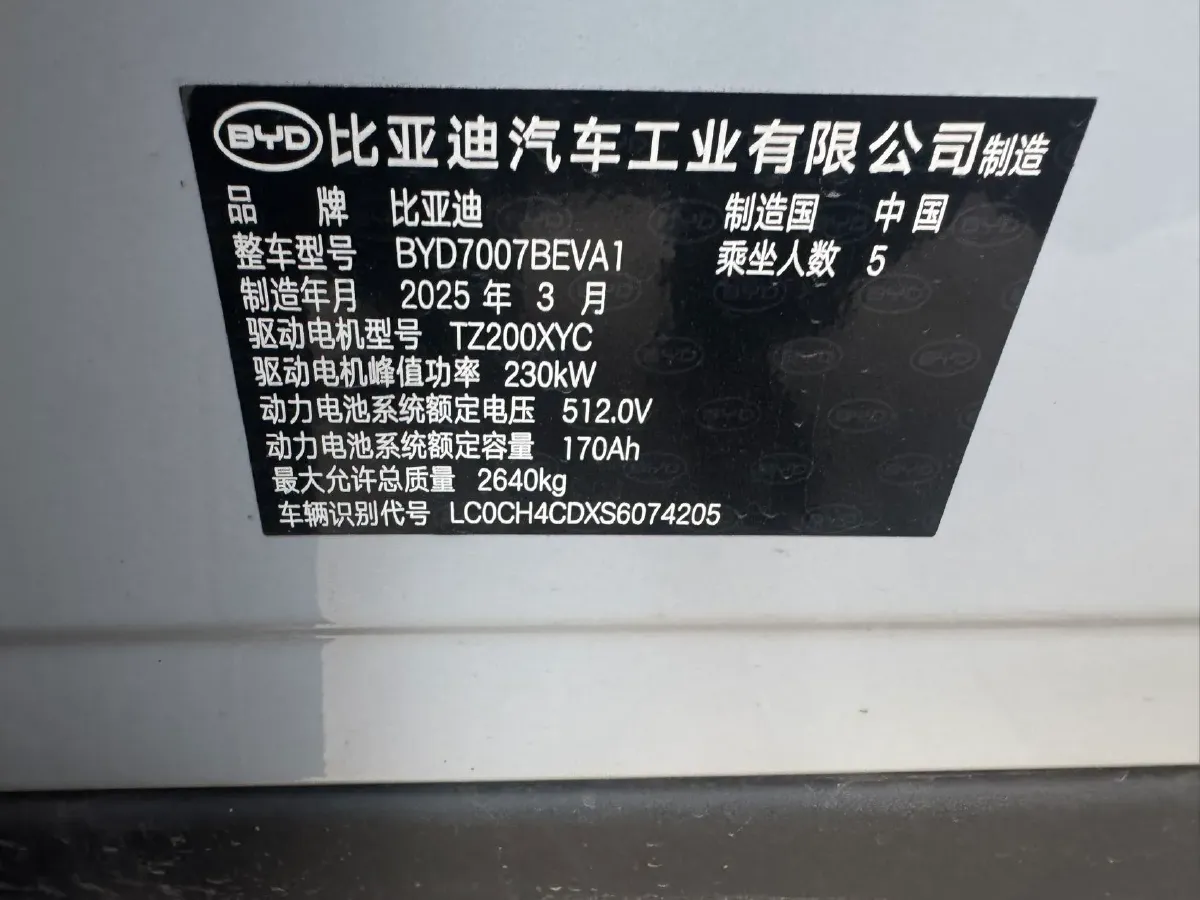 BYD 比亚迪汽车工业有限公司制造
品 牌 比亚迪 制造国 中国
整车型号 BYD7007BEVA1 乘坐人数 5
制造年月 2025 年 3 月
驱动电机型号 TZ200XYC
驱动电机峰值功率 230kW
动力电池系统额定电压 512.0V
动力电池系统额定容量 170Ah
最大允许总质量 2640kg
车辆识别代号 LC0CH4CDXS6074205